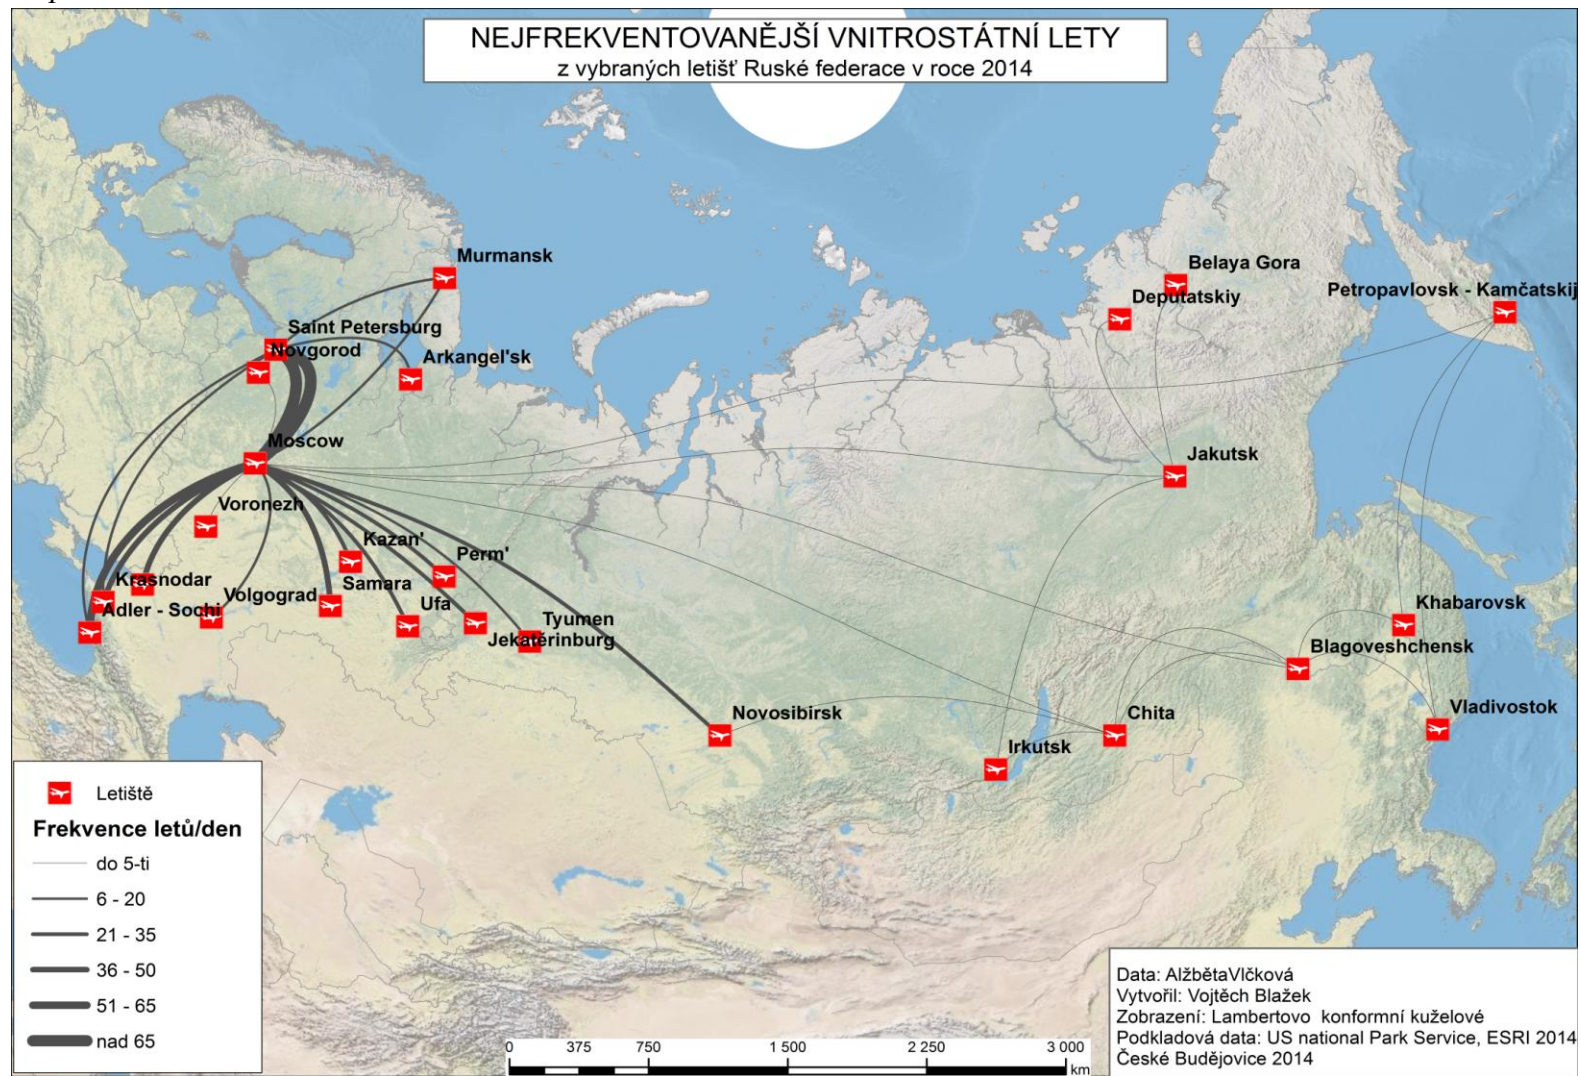 NEJFREKVENTOVANĚJŠÍ VNITROSTÁTNÍ LETY
z vybraných letišť Ruské federace v roce 2014
Murmansk
Belaya Gora
Petropavlovsk - Kamčatskij
Deputatskiy
Saint Petersburg
Novgorod
Arkangel'sk
Moscow
Jakutsk
Voronezh
Kazan'
Perm'
Krasnodar
Samara
Volgograd
Adler - Sochi
Ufa
Khabarovsk
Tyumen
Jekatěrinburg
Blagoveshchensk
Novosibirsk
Chita
Vladivostok
Irkutsk
Letiště
Frekvence letů/den
do 5-ti
6 - 20
21 - 35
36 - 50
51 - 65
nad 65
0 375 750 1 500 2 250 3 000
km
Data: AlžbětaVlčková
Vytvořil: Vojtěch Blažek
Zobrazení: Lambertovo konformní kuželové
Podkladová data: US national Park Service, ESRI 2014
České Budějovice 2014